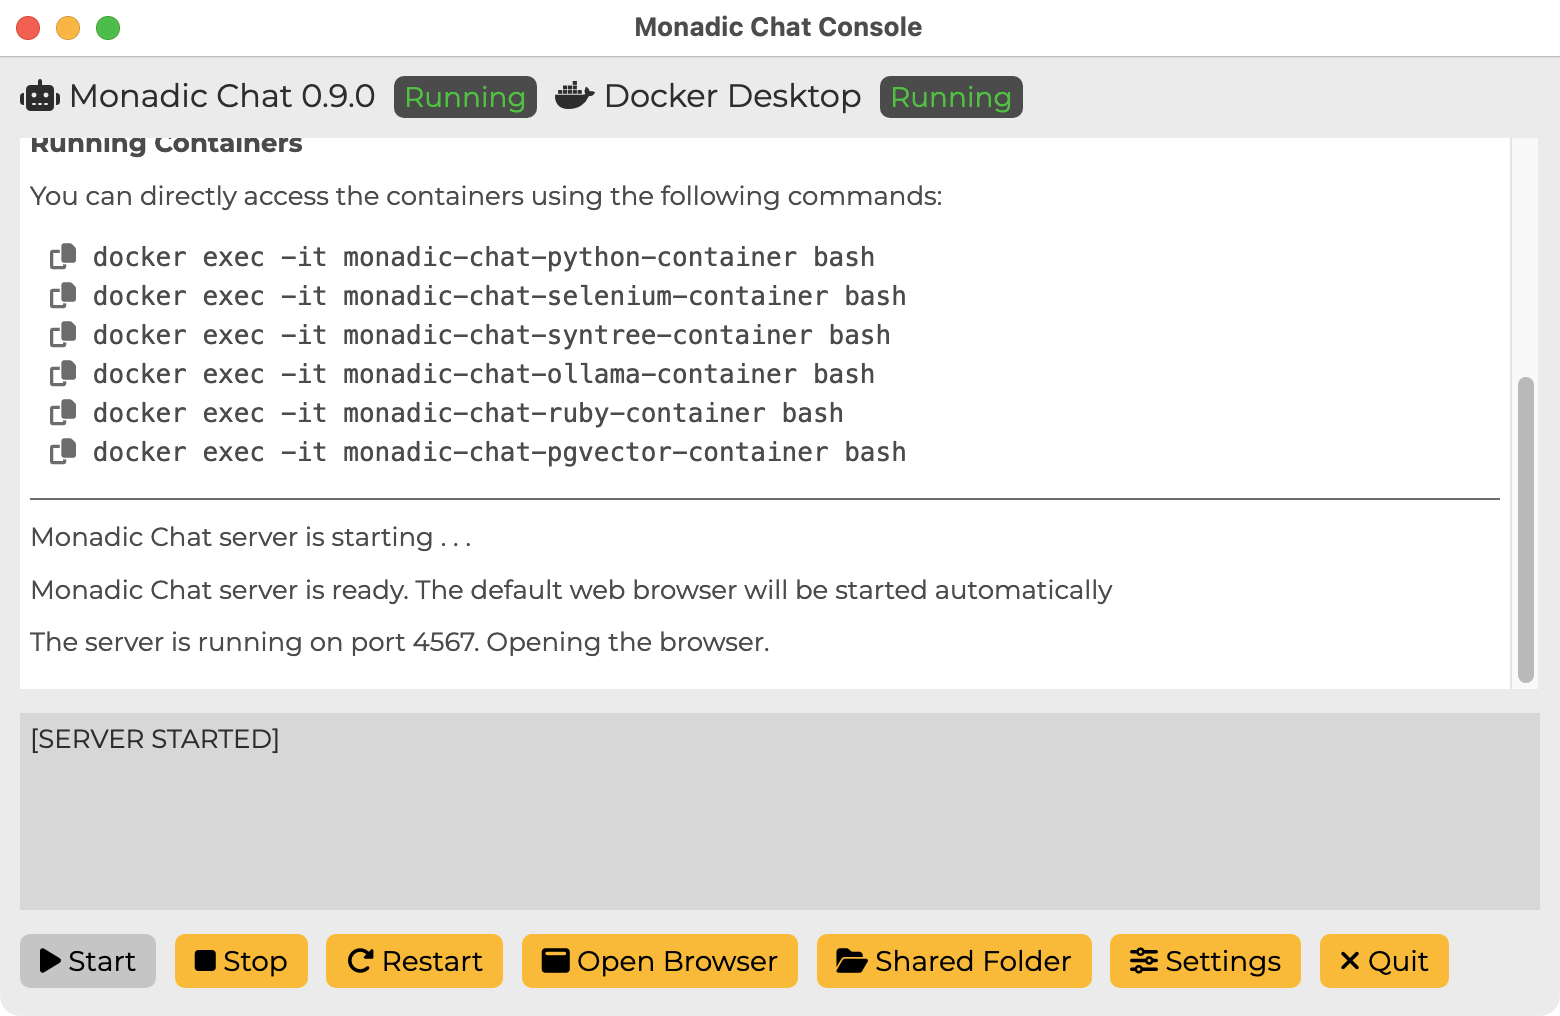 Monadic Chat Console
Monadic Chat 0.9.0 Running Docker Desktop Running
Running Containers
You can directly access the containers using the following commands:
docker exec -it monadic-chat-python-container bash
docker exec -it monadic-chat-selenium-container bash
docker exec -it monadic-chat-syntree-container bash
docker exec -it monadic-chat-ollama-container bash
docker exec -it monadic-chat-ruby-container bash
docker exec -it monadic-chat-pgvector-container bash
Monadic Chat server is starting . . .
Monadic Chat server is ready. The default web browser will be started automatically
The server is running on port 4567. Opening the browser.
[SERVER STARTED]
Start Stop Restart Open Browser Shared Folder Settings Quit